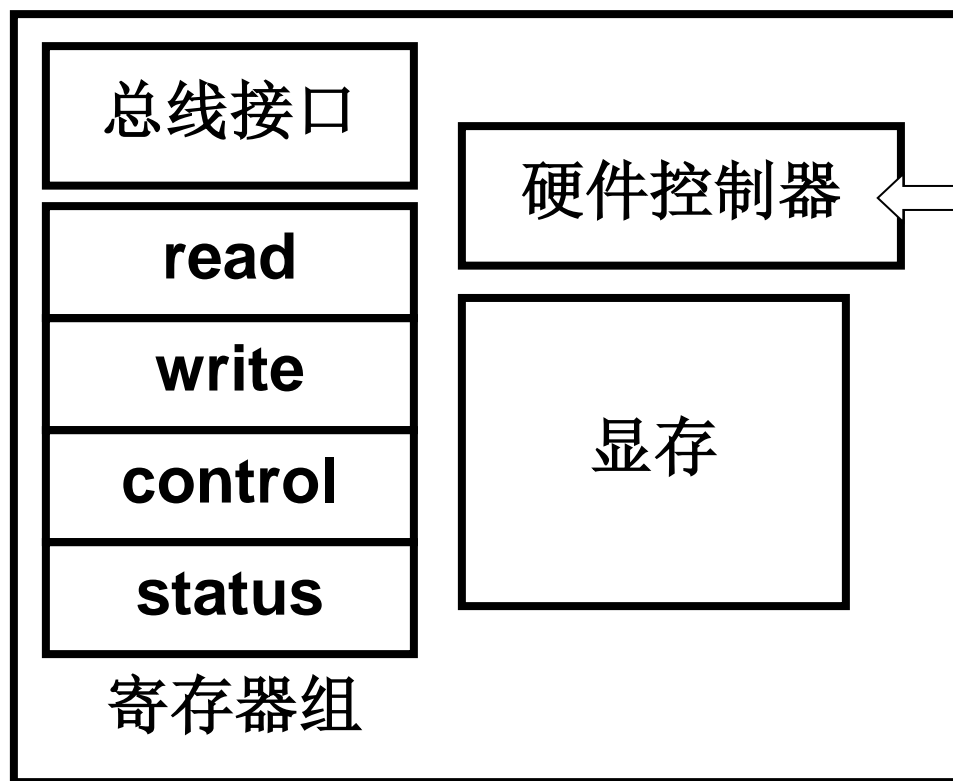 总线接口
read
write
control
status
寄存器组
硬件控制器
显存